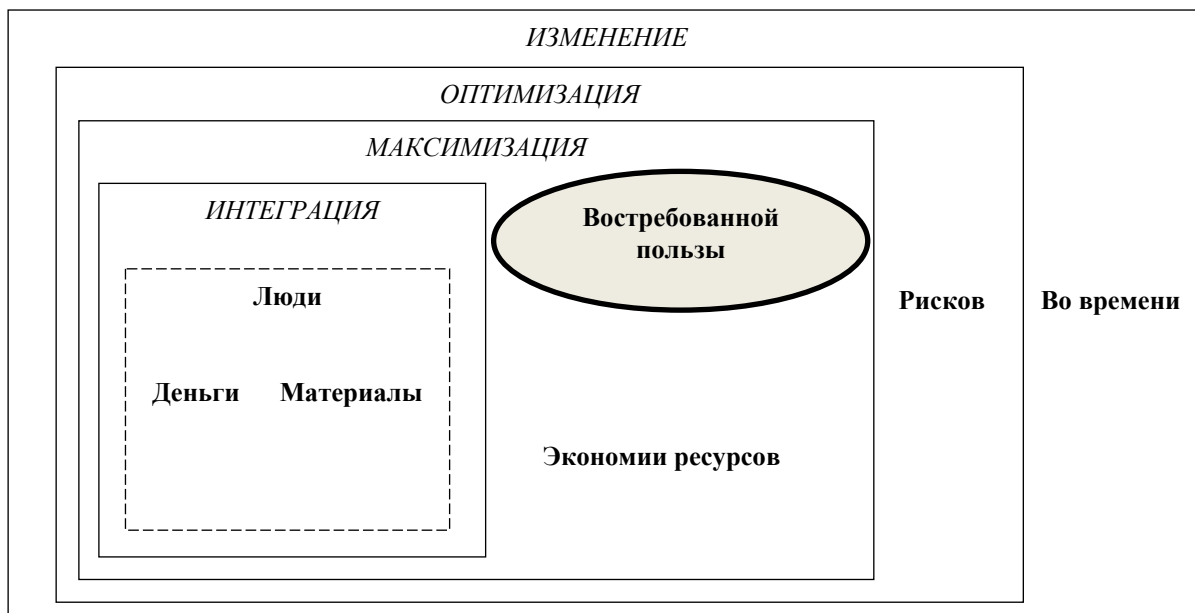 ИЗМЕНЕНИЕ
ОПТИМИЗАЦИЯ
МАКСИМИЗАЦИЯ
ИНТЕГРАЦИЯ
Востребованной
пользы
Люди
Рисков
Во времени
Деньги
Материалы
Экономии ресурсов